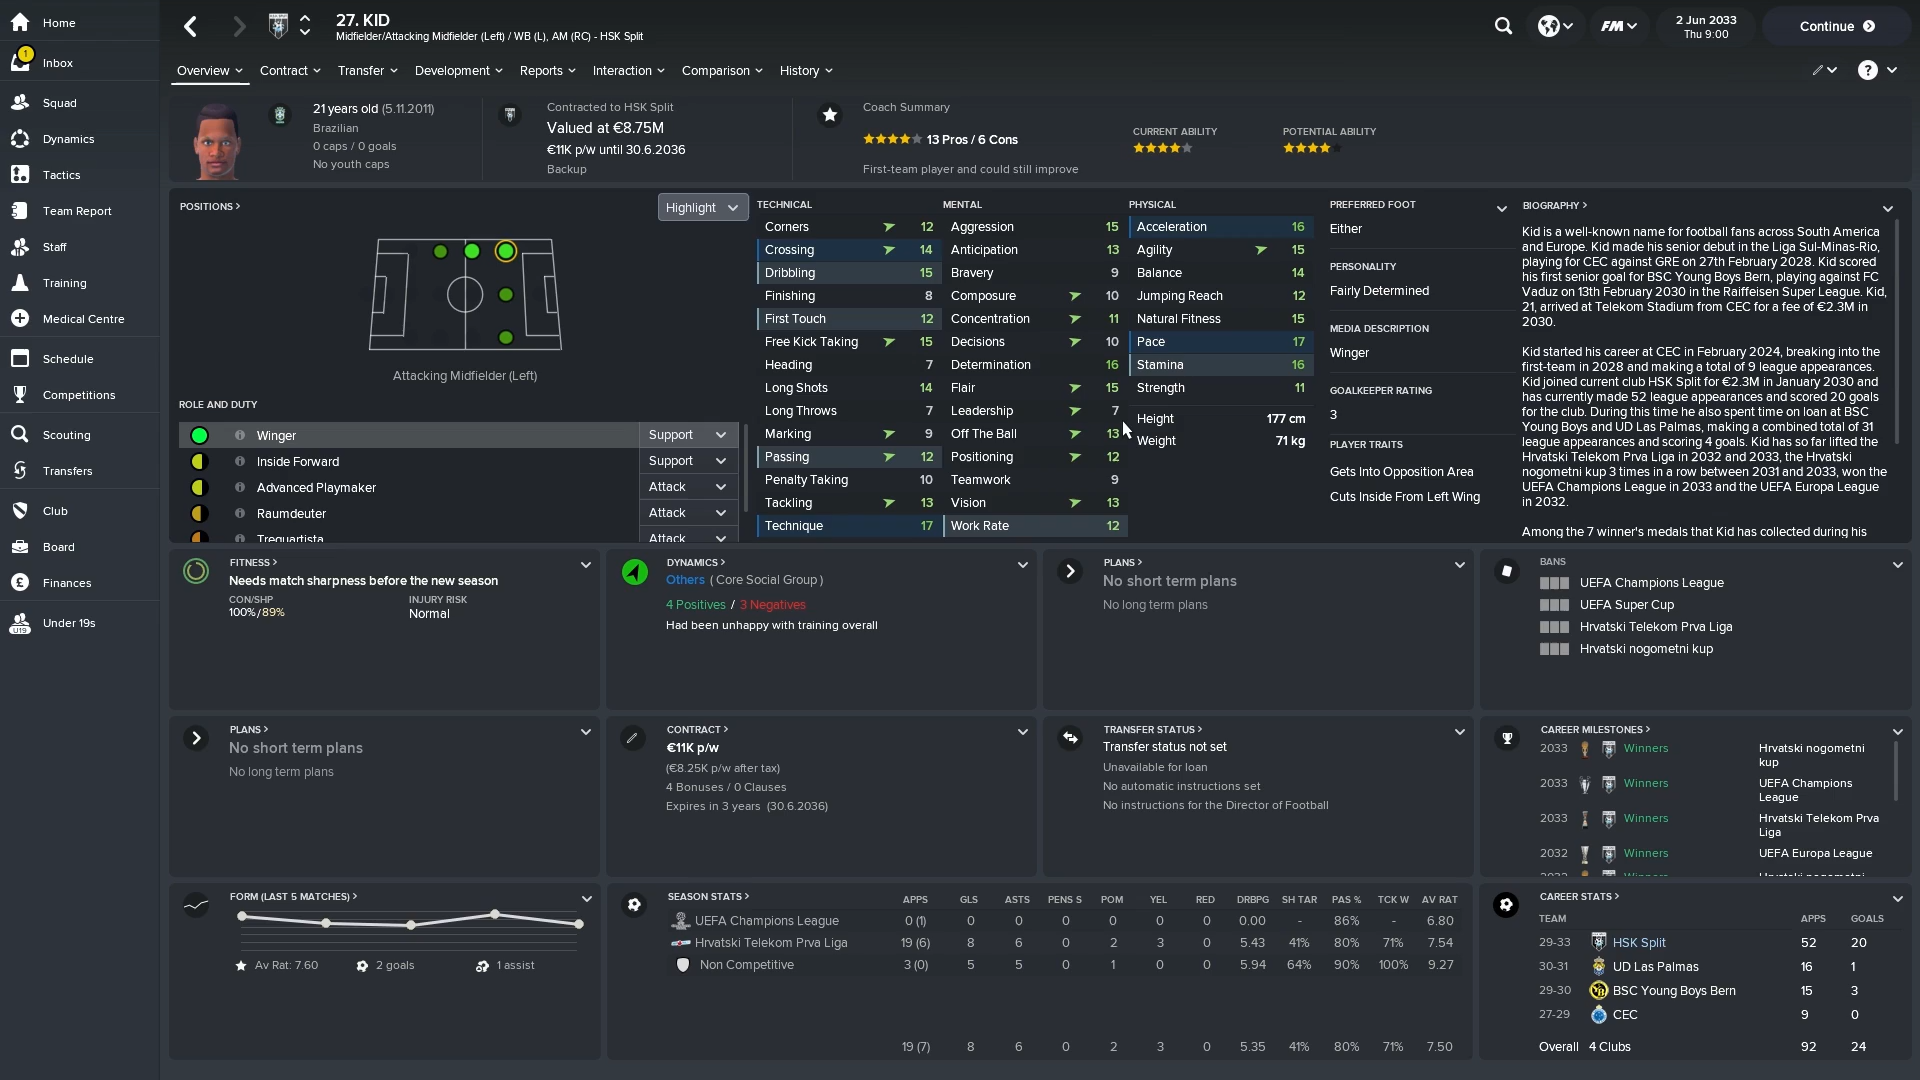 Home
Inbox
1
Squad
Dynamics
Tactics
Team Report
Staff
Training
Medical Centre
Schedule
Competitions
Scouting
Transfers
Club
Board
Finances
Under 19s
U19
27. KID
Midfielder/Attacking Midfielder (Left) / WB (L), AM (RC) - HSK Split
FM
2 Jun 2033
Thu 9:00
Continue
Overview Contract Transfer Development Reports Interaction Comparison History
?
21 years old (5.11.2011)
Brazilian
0 caps / 0 goals
No youth caps
Contracted to HSK Split
Valued at €8.75M
€11K p/w until 30.6.2036
Backup
Coach Summary
13 Pros / 6 Cons
First-team player and could still improve
CURRENT ABILITY
POTENTIAL ABILITY
POSITIONS >
Highlight
Attacking Midfielder (Left)
ROLE AND DUTY
Winger Support
Inside Forward Support
Advanced Playmaker Attack
Raumdeuter Attack
Trequartista Attack
TECHNICAL
Corners 12
Crossing 14
Dribbling 15
Finishing 8
First Touch 12
Free Kick Taking 15
Heading 7
Long Shots 14
Long Throws 7
Marking 9
Passing 12
Penalty Taking 10
Tackling 13
Technique 17
MENTAL
Aggression 15
Anticipation 13
Bravery 9
Composure 10
Concentration 11
Decisions 10
Determination 16
Flair 15
Leadership 7
Off The Ball 13
Positioning 12
Teamwork 9
Vision 13
Work Rate 12
PHYSICAL
Acceleration 16
Agility 15
Balance 14
Jumping Reach 12
Natural Fitness 15
Pace 17
Stamina 16
Strength 11
Height 177 cm
Weight 71 kg
PREFERRED FOOT
Either
PERSONALITY
Fairly Determined
MEDIA DESCRIPTION
Winger
GOALKEEPER RATING
3
PLAYER TRAITS
Gets Into Opposition Area
Cuts Inside From Left Wing
BIOGRAPHY >
Kid is a well-known name for football fans across South America
and Europe. Kid made his senior debut in the Liga Sul-Minas-Rio,
playing for CEC against GRE on 27th February 2028. Kid scored
his first senior goal for BSC Young Boys Bern, playing against FC
Vaduz on 13th February 2030 in the Raiffeisen Super League. Kid,
21, arrived at Telekom Stadium from CEC for a fee of €2.3M in
2030.
Kid started his career at CEC in February 2024, breaking into the
first-team in 2028 and making a total of 9 league appearances.
Kid joined current club HSK Split for €2.3M in January 2030 and
has currently made 52 league appearances and scored 20 goals
for the club. During this time he also spent time on loan at BSC
Young Boys and UD Las Palmas, making a combined total of 31
league appearances and scoring 4 goals. Kid has so far lifted the
Hrvatski Telekom Prva Liga in 2032 and 2033, the Hrvatski
nogometni kup 3 times in a row between 2031 and 2033, won the
UEFA Champions League in 2033 and the UEFA Europa League
in 2032.
Among the 7 winner's medals that Kid has collected during his
FITNESS >
Needs match sharpness before the new season
CON/SHP
100%/89%
INJURY RISK
Normal
DYNAMICS >
Others ( Core Social Group )
4 Positives / 3 Negatives
Had been unhappy with training overall
PLANS >
No short term plans
No long term plans
BANS
UEFA Champions League
UEFA Super Cup
Hrvatski Telekom Prva Liga
Hrvatski nogometni kup
PLANS >
No short term plans
No long term plans
CONTRACT >
€11K p/w
(€8.25K p/w after tax)
4 Bonuses / 0 Clauses
Expires in 3 years (30.6.2036)
TRANSFER STATUS >
Transfer status not set
Unavailable for loan
No automatic instructions set
No instructions for the Director of Football
CAREER MILESTONES >
2033 Winners Hrvatski nogometni
kup
2033 Winners UEFA Champions
League
2033 Winners Hrvatski Telekom Prva
Liga
2032 Winners UEFA Europa League
FORM (LAST 5 MATCHES) >
Av Rat: 7.60 2 goals 1 assist
SEASON STATS > APPS GLS ASTS PENS S POM YEL RED DRBPG SH TAR PAS % TCK W AV RAT
UEFA Champions League 0 (1) 0 0 0 0 0 0 0.00 - 86% - 6.80
Hrvatski Telekom Prva Liga 19 (6) 8 6 0 2 3 0 5.43 41% 80% 71% 7.54
Non Competitive 3 (0) 5 5 0 1 0 0 5.94 64% 90% 100% 9.27
19 (7) 8 6 0 2 3 0 5.35 41% 80% 71% 7.50
CAREER STATS >
TEAM APPS GOALS
29-33 HSK Split 52 20
30-31 UD Las Palmas 16 1
29-30 BSC Young Boys Bern 15 3
27-29 CEC 9 0
Overall 4 Clubs 92 24